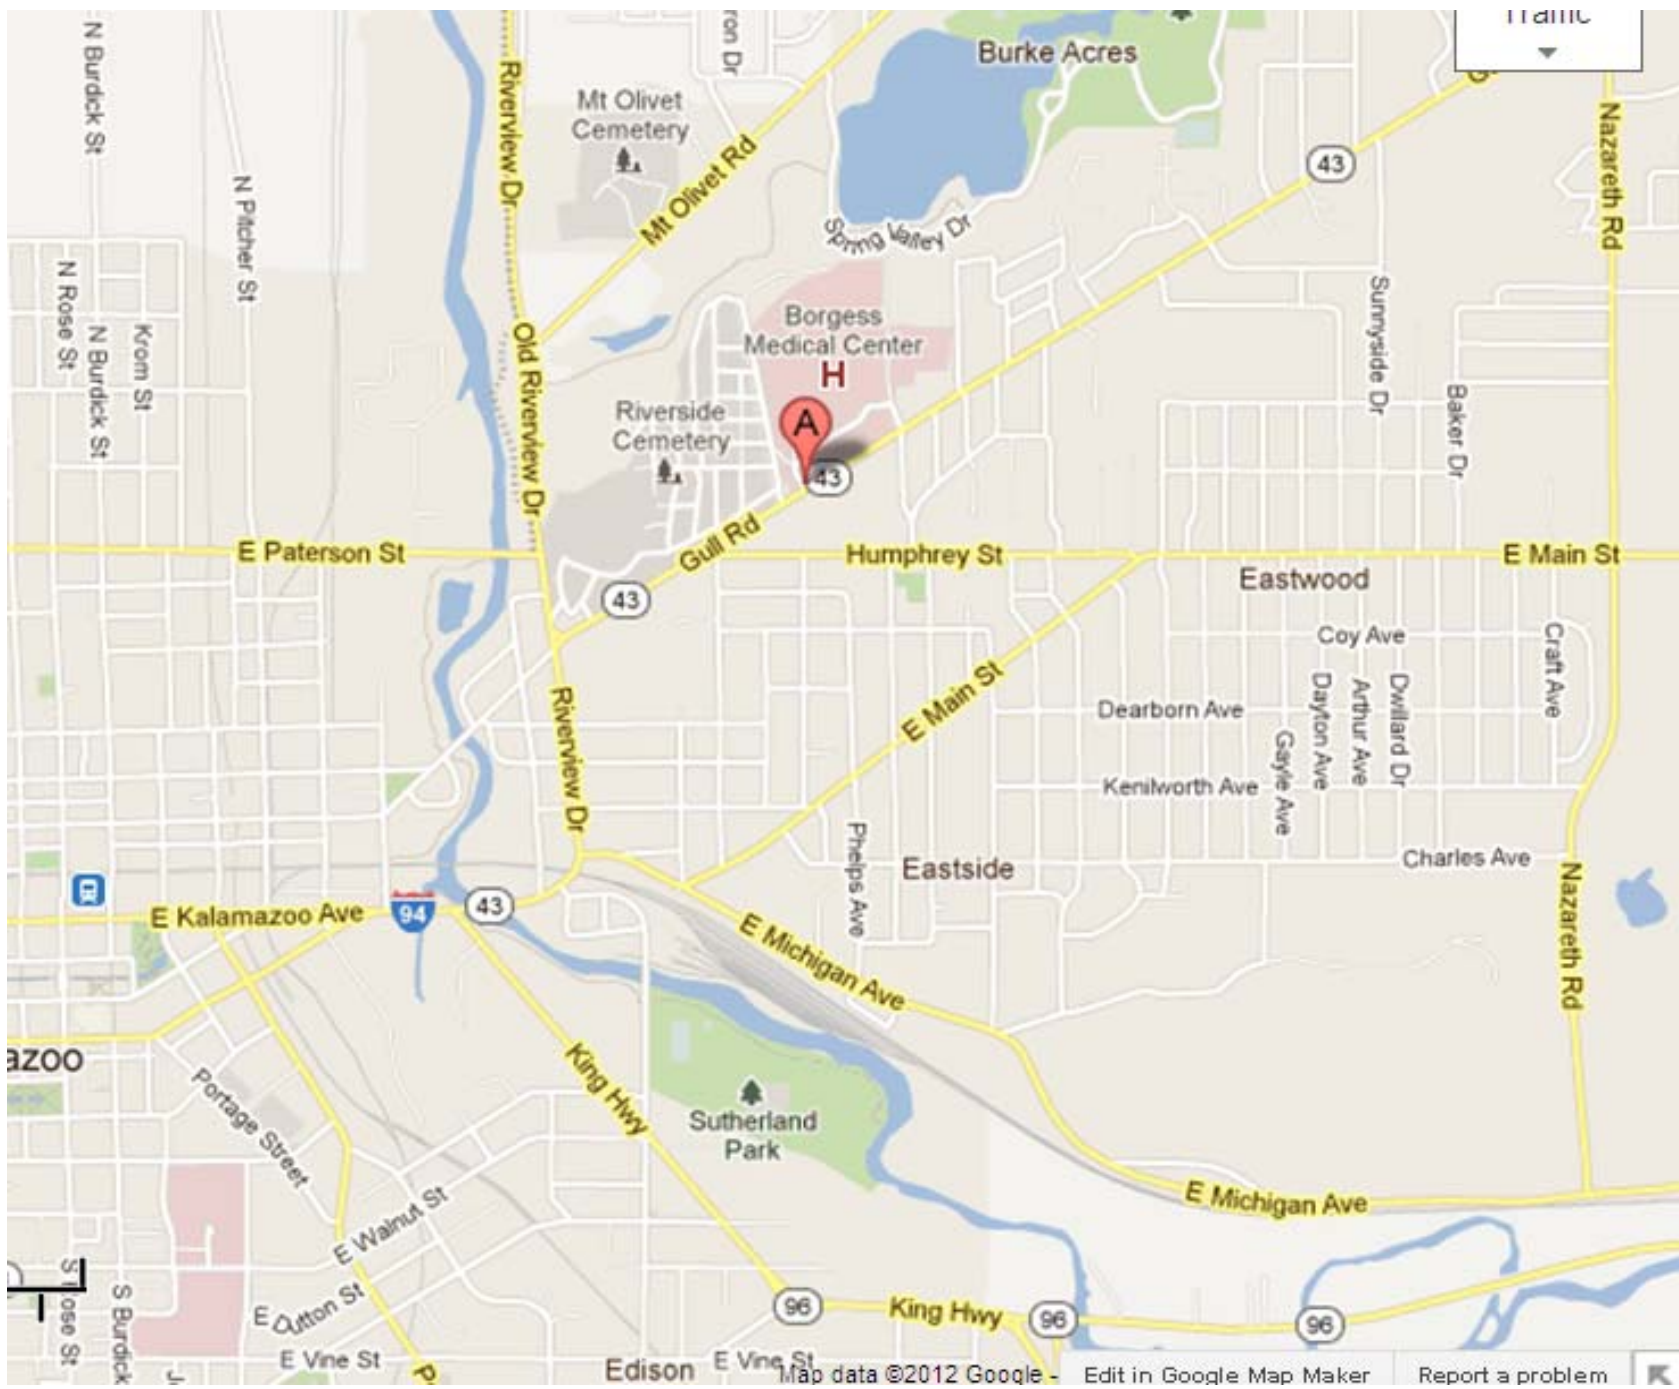 Traffic
Burke Acres
N Burdick St
Riverview Dr
ron Dr
Mt Olivet
Cemetery
Mt Olivet Rd
43
Nazareth Rd
N Pitcher St
Spring Valley Dr
N Rose St
N Burdick St
Krom St
Old Riverview Dr
Borgess
Medical Center
H
Sunnyside Dr
Baker Dr
Riverside
Cemetery
A
43
Gull Rd
E Paterson St
Humphrey St
E Main St
Eastwood
43
Coy Ave
Craft Ave
E Main St
Riverview Dr
Dearborn Ave
Gayle Ave
Dayton Ave
Arthur Ave
Dwillard Dr
Kenilworth Ave
Phelps Ave
Eastside
Charles Ave
Nazareth Rd
E Kalamazoo Ave
94
43
E Michigan Ave
azoo
King Hwy
Portage Street
Sutherland
Park
E Michigan Ave
E Walnut St
S Rose St
S Burdick
E Dutton St
96
King Hwy
96
96
E Vine St
Edison
E Vine St
Map data ©2012 Google -
Edit in Google Map Maker
Report a problem